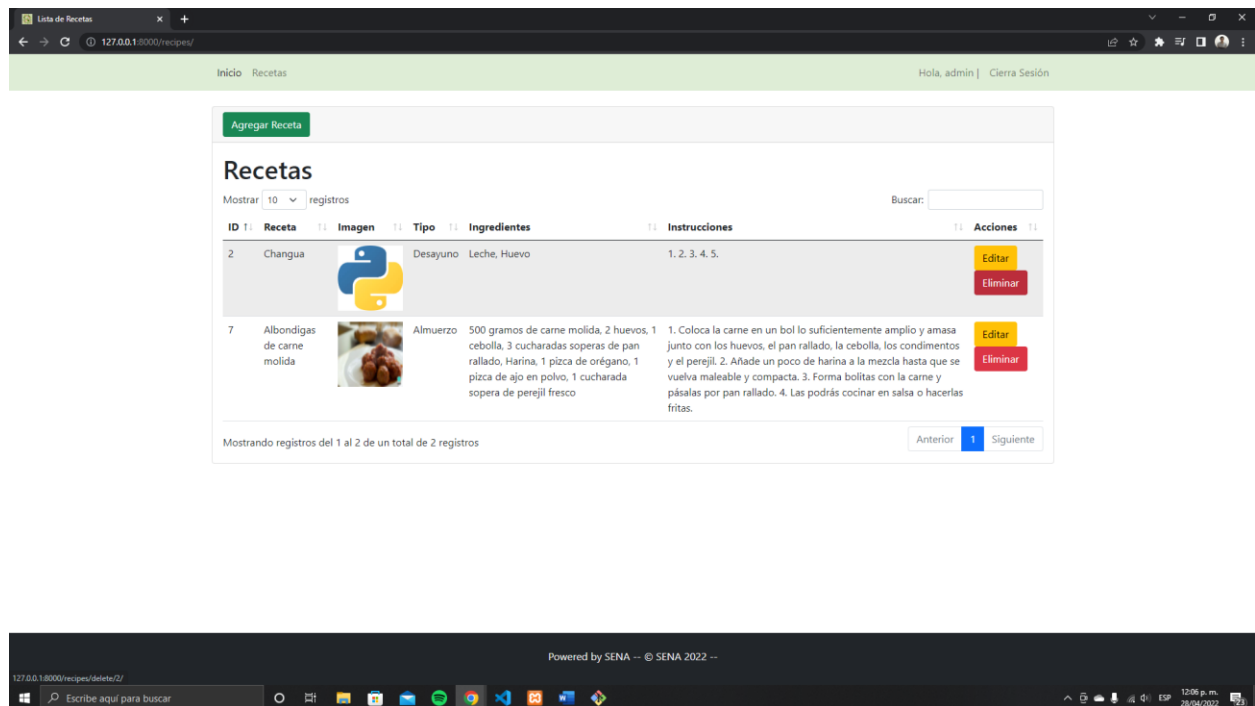 Lista de Recetas
127.0.0.1:8000/recipes/
Inicio Recetas
Hola, admin | Cierra Sesión
Agregar Receta
Recetas
Mostrar 10 registros
Buscar:
ID Receta Imagen Tipo Ingredientes Instrucciones Acciones
2 Changua Desayuno Leche, Huevo 1. 2. 3. 4. 5.
Editar
Eliminar
7
Albondigas
de carne
molida
Almuerzo
500 gramos de carne molida, 2 huevos, 1
cebolla, 3 cucharadas soperas de pan
rallado, Harina, 1 pizca de orégano, 1
pizca de ajo en polvo, 1 cucharada
sopera de perejil fresco
1. Coloca la carne en un bol lo suficientemente amplio y amasa
junto con los huevos, el pan rallado, la cebolla, los condimentos
y el perejil. 2. Añade un poco de harina a la mezcla hasta que se
vuelva maleable y compacta. 3. Forma bolitas con la carne y
pásalas por pan rallado. 4. Las podrás cocinar en salsa o hacerlas
fritas.
Editar
Eliminar
Mostrando registros del 1 al 2 de un total de 2 registros
Anterior 1 Siguiente
Powered by SENA -- © SENA 2022 --
127.0.0.1:8000/recipes/delete/2/
Escribe aquí para buscar
ESP
12:06 p. m.
28/04/2022
23